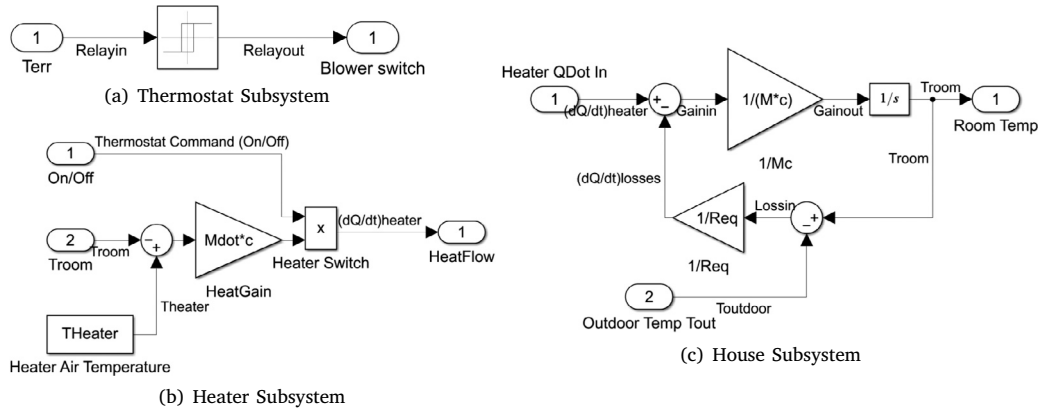 1
Terr
Relayin
Relayout
1
Blower switch
(a) Thermostat Subsystem
Thermostat Command (On/Off)
1
On/Off
2
Troom
Troom
-
+
Mdot*c
HeatGain
x
Heater Switch
(dQ/dt)heater
1
HeatFlow
Theater
THeater
Heater Air Temperature
(b) Heater Subsystem
Heater QDot In
1
(dQ/dt)heater
+
-
Gainin
1/(M*c)
1/Mc
Gainout
1/s
Troom
1
Room Temp
Troom
(dQ/dt)losses
1/Req
1/Req
Lossin
-
+
2
Outdoor Temp Tout
Toutdoor
(c) House Subsystem